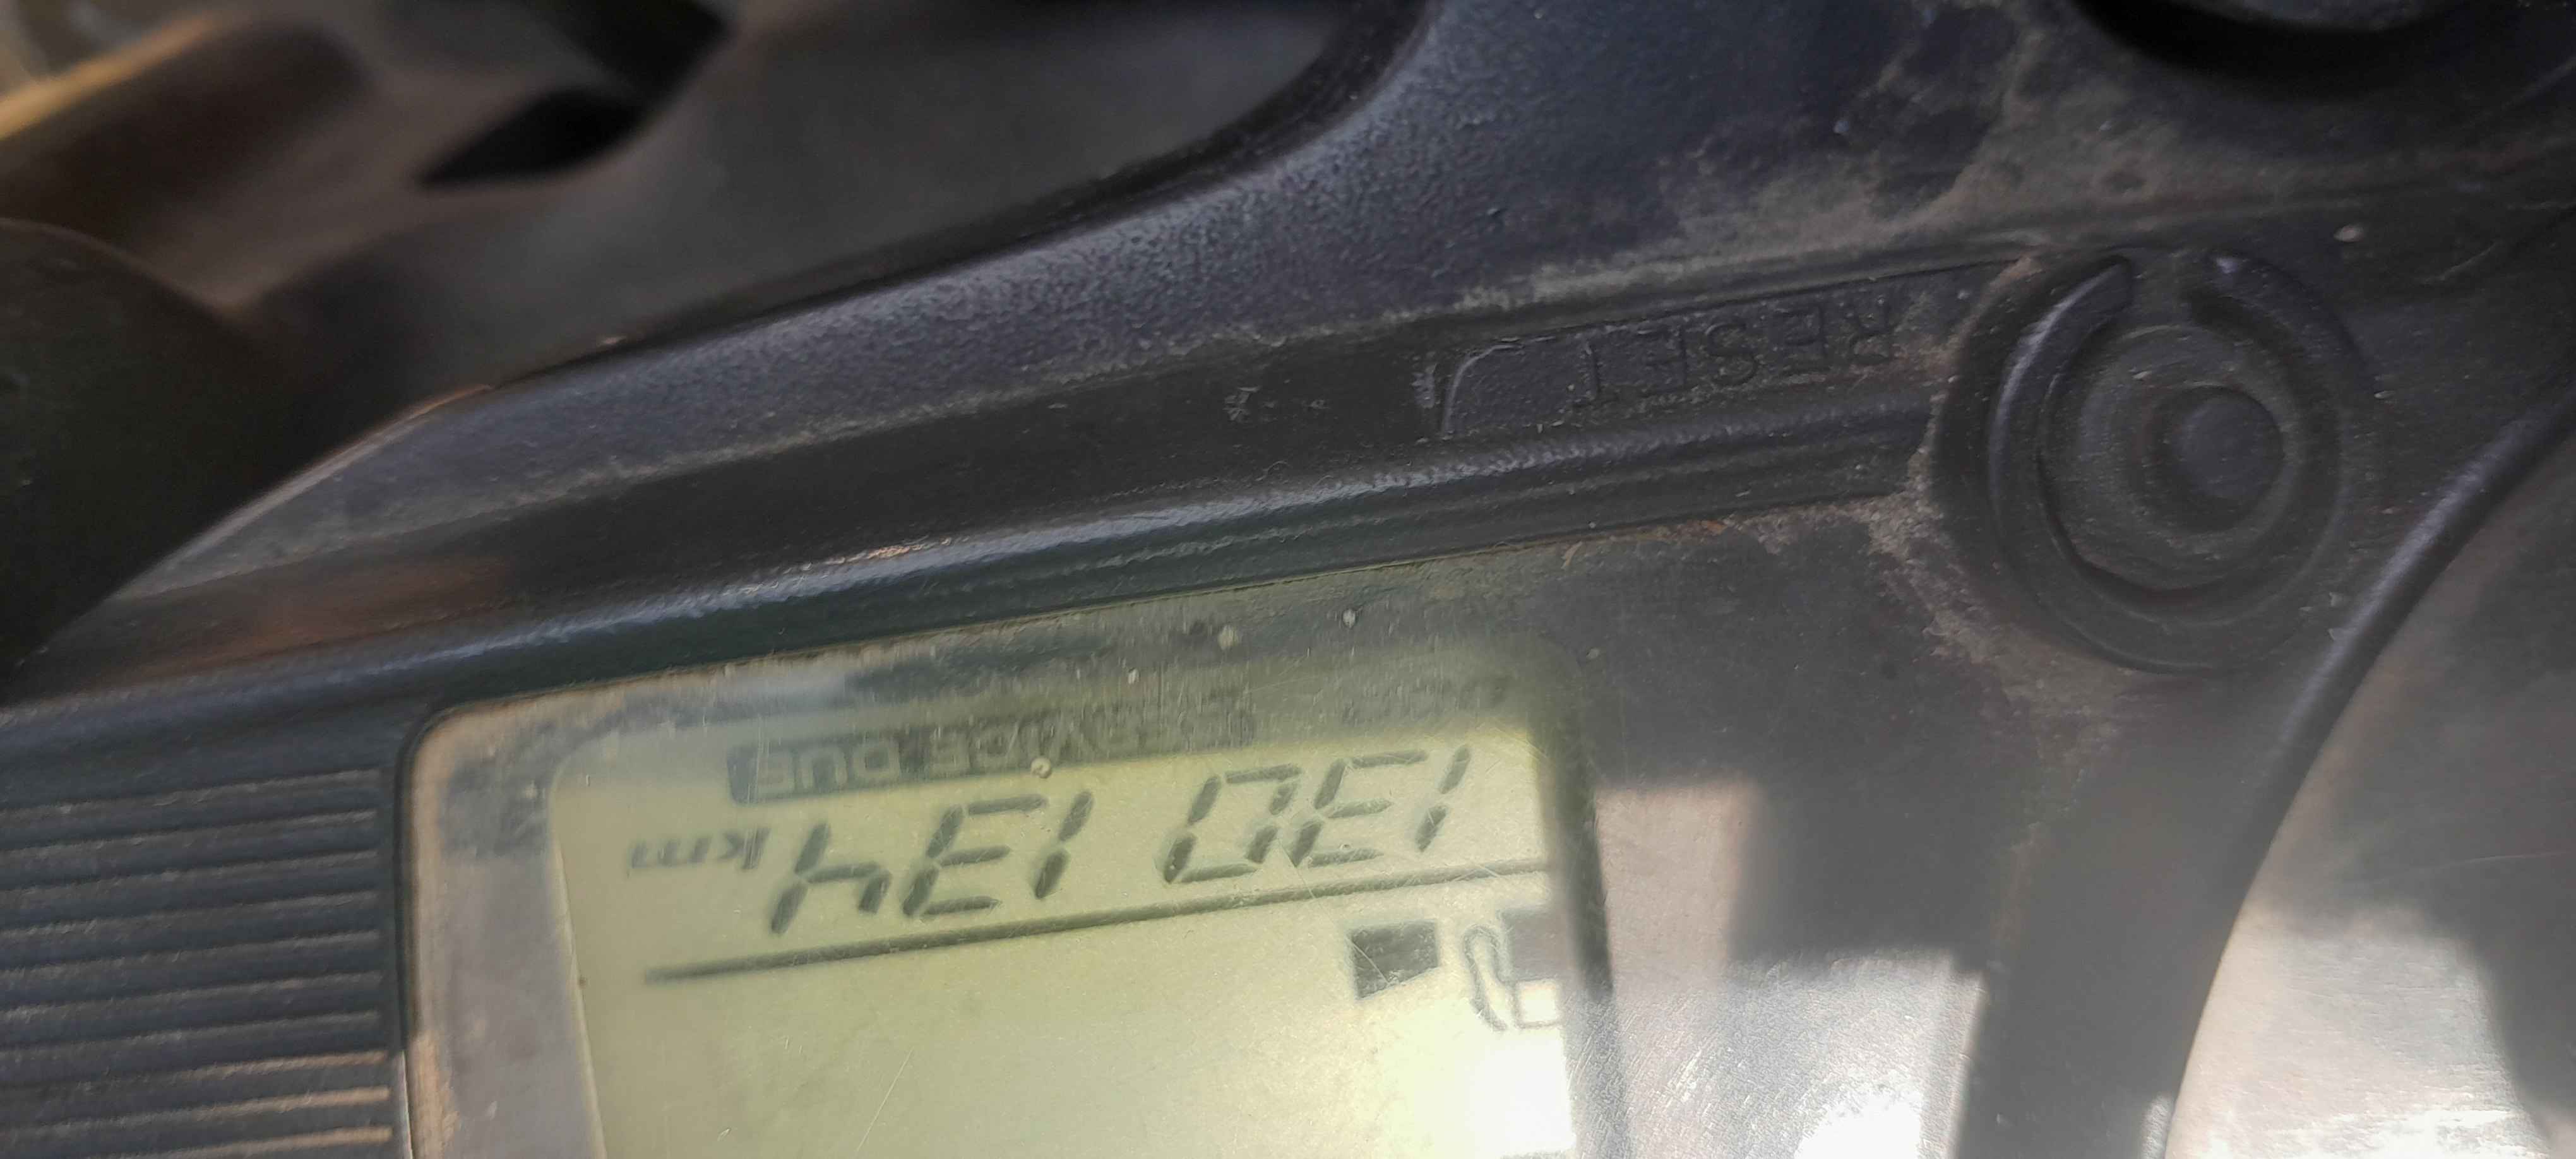 130134 km
SERVICE DUE
RESET